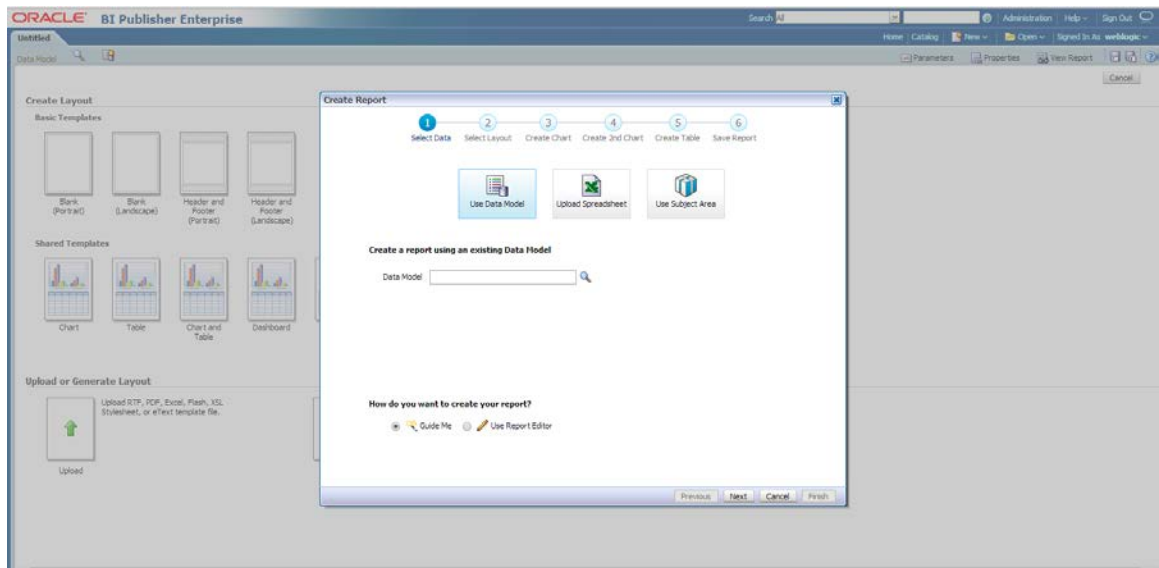 ORACLE BI Publisher Enterprise
Search All
Administration Help Sign Out
Untitled
Home Catalog New Open Signed In As weblogic
Data Model
Parameters Properties View Report
Cancel
Create Layout
Basic Templates
Blank (Portrait)
Blank (Landscape)
Header and Footer (Portrait)
Header and Footer (Landscape)
Shared Templates
Chart
Table
Chart and Table
Dashboard
Upload or Generate Layout
Upload RTF, PDF, Excel, Flash, XSL
Stylesheet, or eText template file.
Upload
Create Report
1 2 3 4 5 6
Select Data Select Layout Create Chart Create 2nd Chart Create Table Save Report
Use Data Model Upload Spreadsheet Use Subject Area
Create a report using an existing Data Model
Data Model
How do you want to create your report?
Guide Me Use Report Editor
Previous Next Cancel Finish